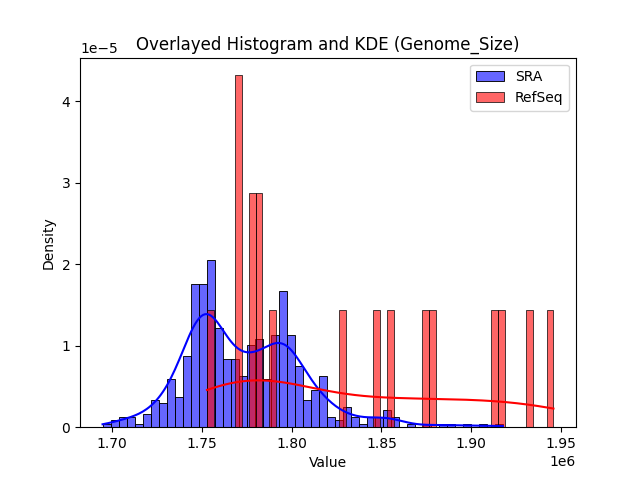 Overlayed Histogram and KDE (Genome_Size)
1e−5
SRA
RefSeq
4
3
2
1
0
Density
1.70 1.75 1.80 1.85 1.90 1.95
Value
1e6